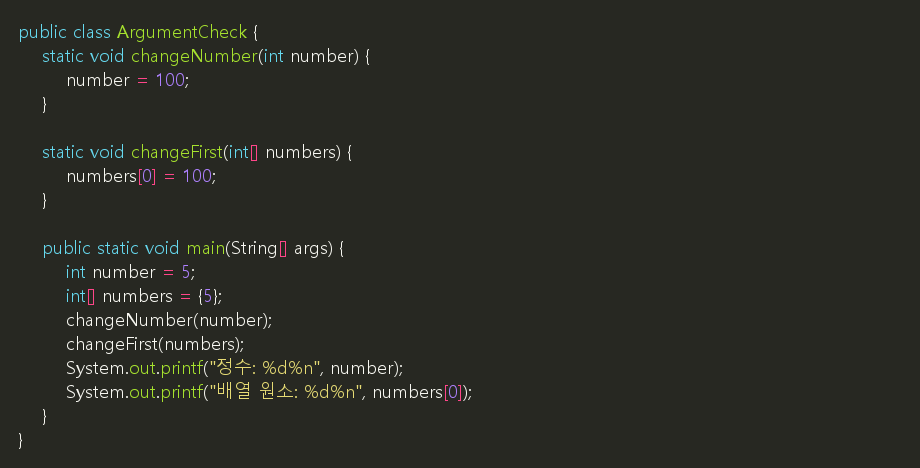 public class ArgumentCheck {
    static void changeNumber(int number) {
        number = 100;
    }

    static void changeFirst(int[] numbers) {
        numbers[0] = 100;
    }

    public static void main(String[] args) {
        int number = 5;
        int[] numbers = {5};
        changeNumber(number);
        changeFirst(numbers);
        System.out.printf("정수: %d%n", number);
        System.out.printf("배열 원소: %d%n", numbers[0]);
    }
}